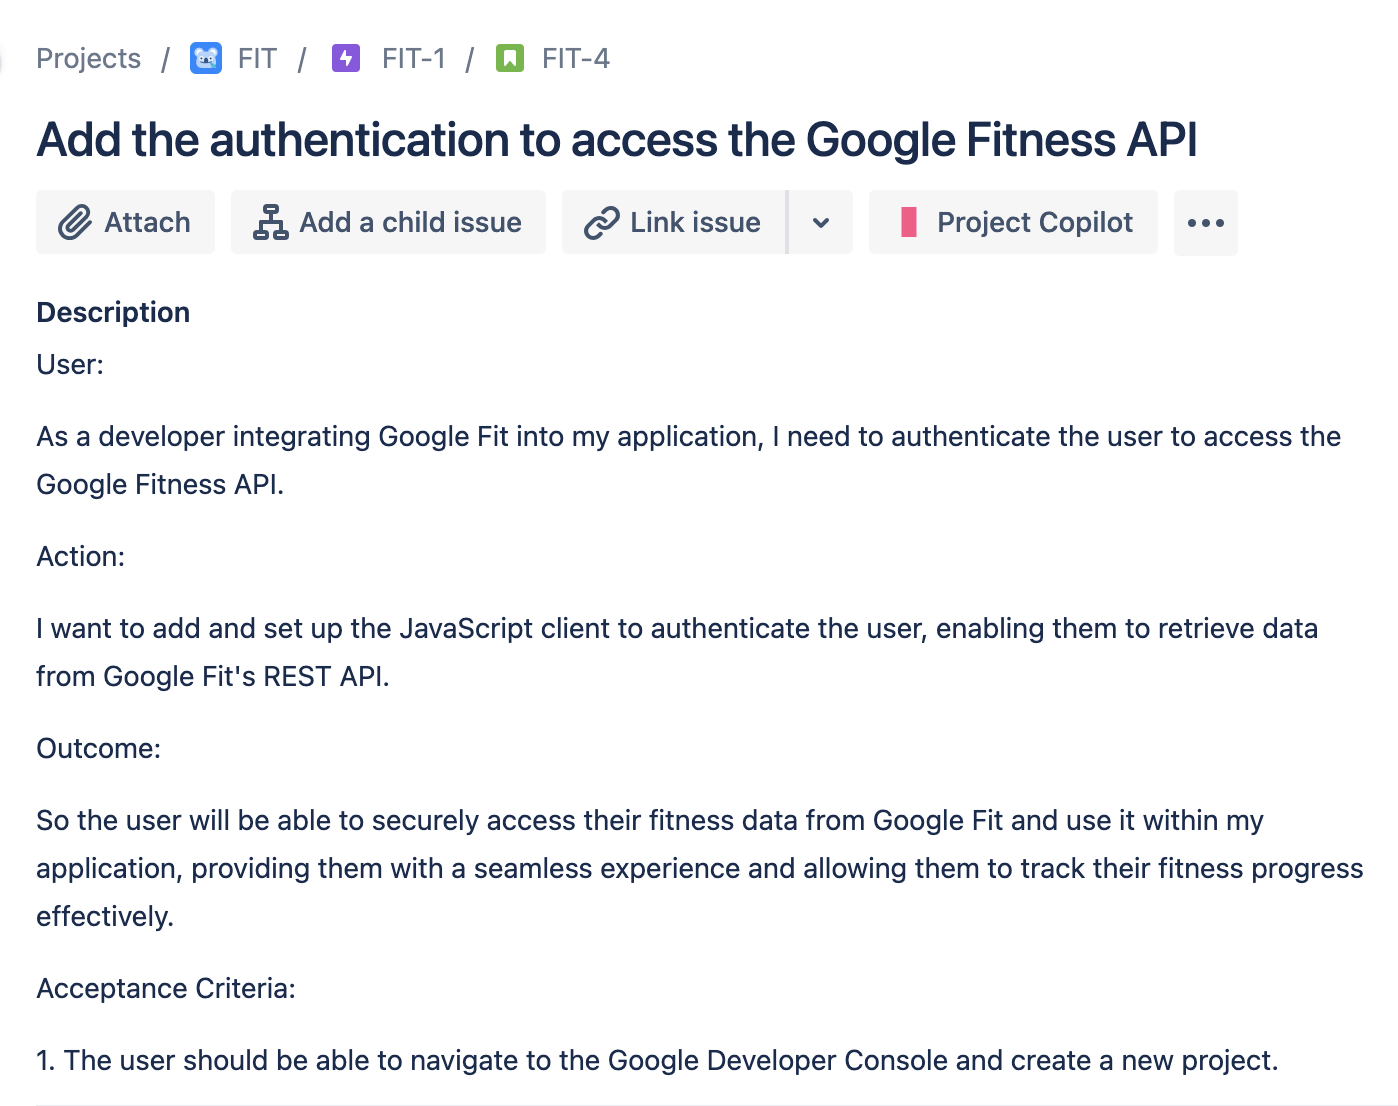 Projects / FIT / FIT-1 / FIT-4
Add the authentication to access the Google Fitness API
Attach Add a child issue Link issue Project Copilot
Description
User:
As a developer integrating Google Fit into my application, I need to authenticate the user to access the
Google Fitness API.
Action:
I want to add and set up the JavaScript client to authenticate the user, enabling them to retrieve data
from Google Fit's REST API.
Outcome:
So the user will be able to securely access their fitness data from Google Fit and use it within my
application, providing them with a seamless experience and allowing them to track their fitness progress
effectively.
Acceptance Criteria:
1. The user should be able to navigate to the Google Developer Console and create a new project.